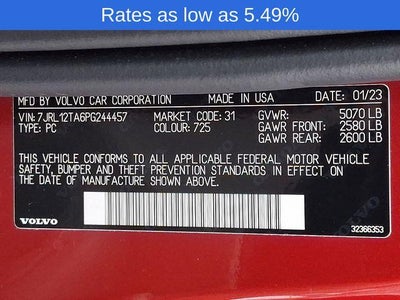 Rates as low as 5.49%
MFD. BY VOLVO CAR CORPORATION MADE IN USA DATE: 01/23
VIN: 7JRL12TA6PG244457 MARKET CODE: 31 GVWR: 5070 LB
TYPE: PC COLOUR: 725 GAWR FRONT: 2580 LB
GAWR REAR: 2600 LB
THIS VEHICLE CONFORMS TO ALL APPLICABLE FEDERAL MOTOR VEHICLE
SAFETY, BUMPER AND THEFT PREVENTION STANDARDS IN EFFECT ON
THE DATE OF MANUFACTURE SHOWN ABOVE.
VOLVO 32366353